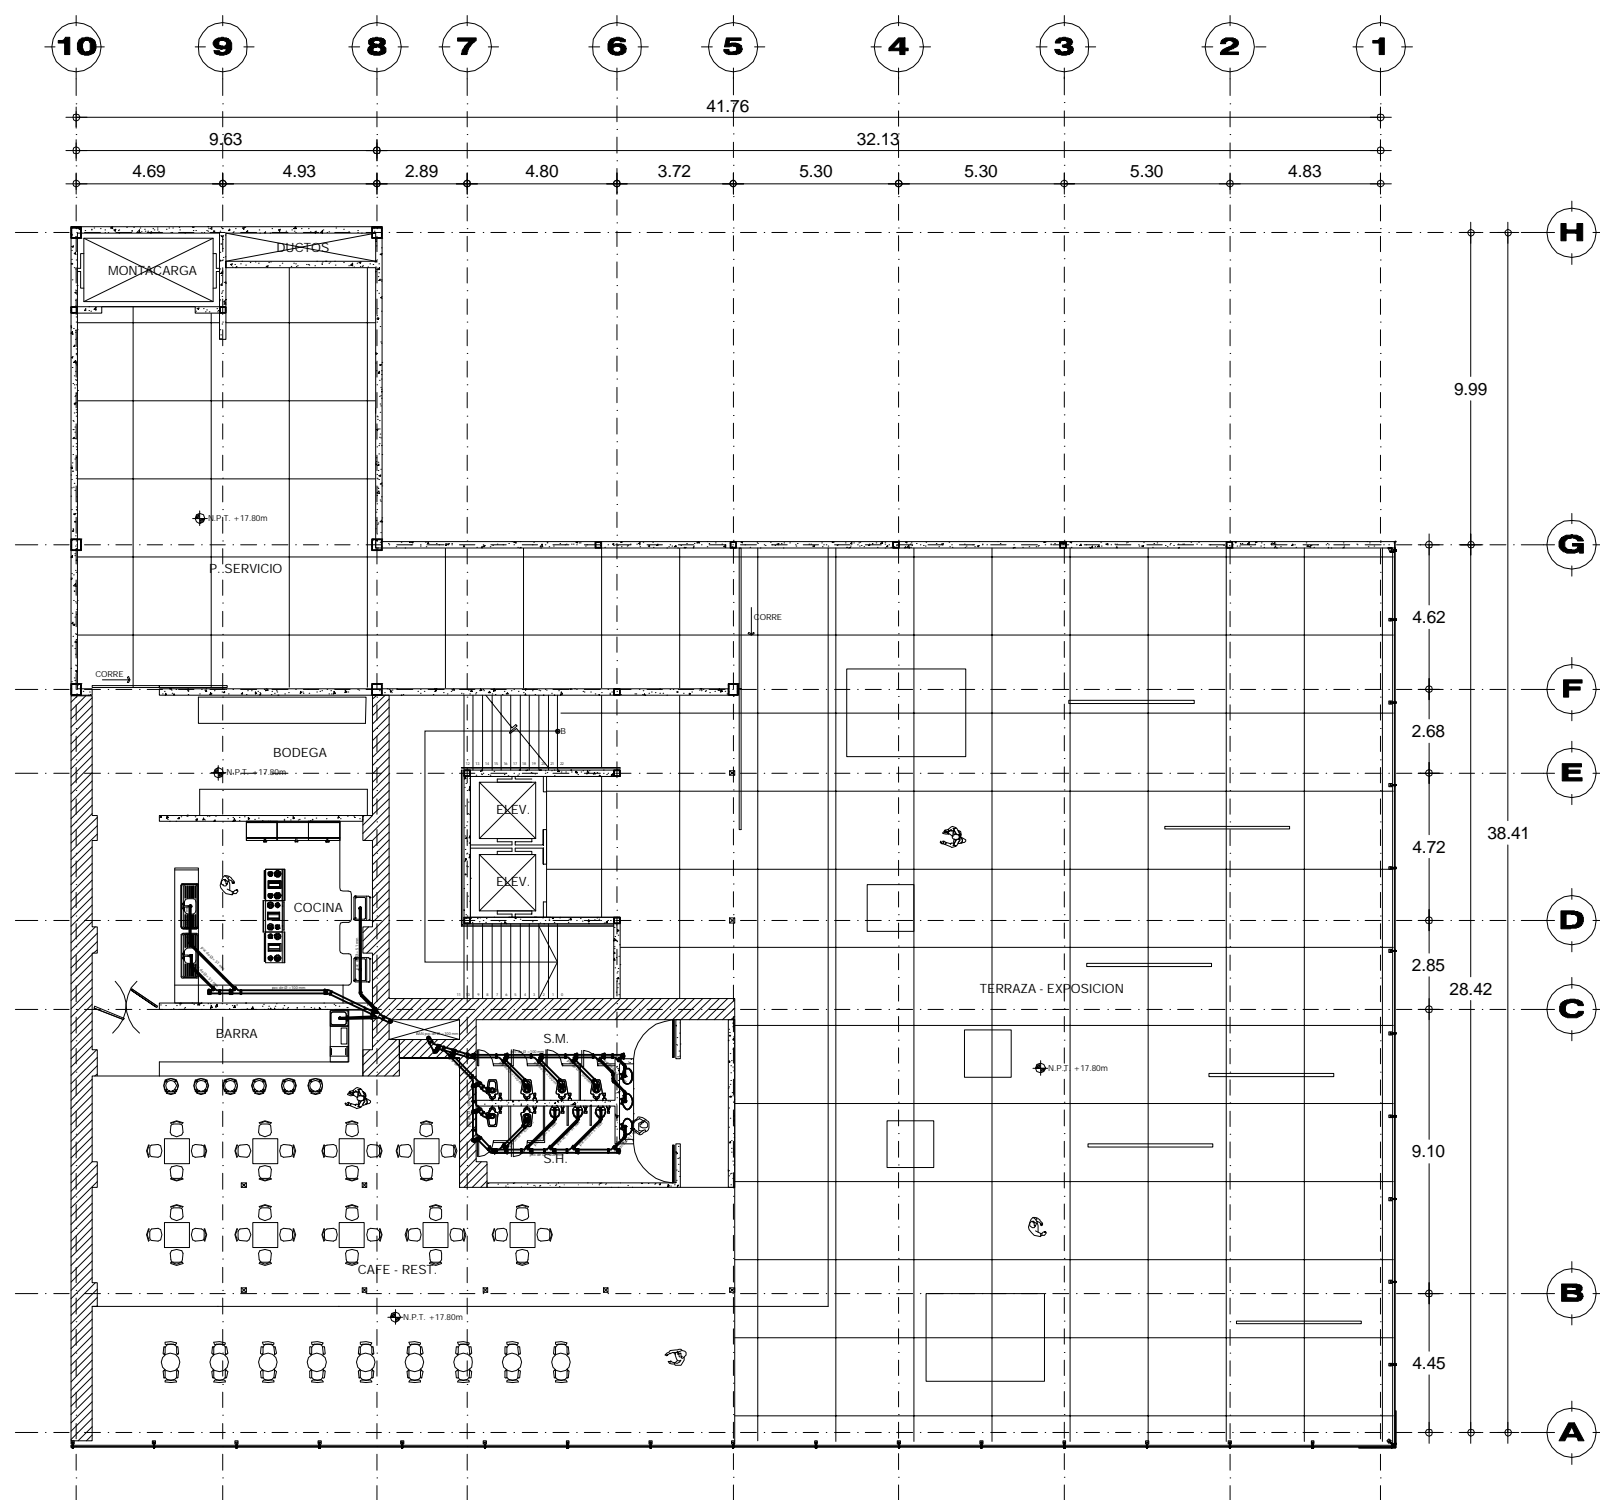 10 9 8 7 6 5 4 3 2 1
41.76
9.63 32.13
4.69 4.93 2.89 4.80 3.72 5.30 5.30 5.30 4.83
H
DUCTOS
MONTACARGA
9.99
N.P.T. +17.80m
G
P. SERVICIO
CORRE
4.62
CORRE
F
B
2.68
BODEGA
N.P.T. +17.80m
E
ELEV.
38.41
4.72
ELEV.
COCINA
D
2.85
TERRAZA - EXPOSICION
28.42
C
BARRA
S.M.
N.P.T. +17.80m
9.10
S.H.
CAFE - REST.
B
N.P.T. +17.80m
4.45
A